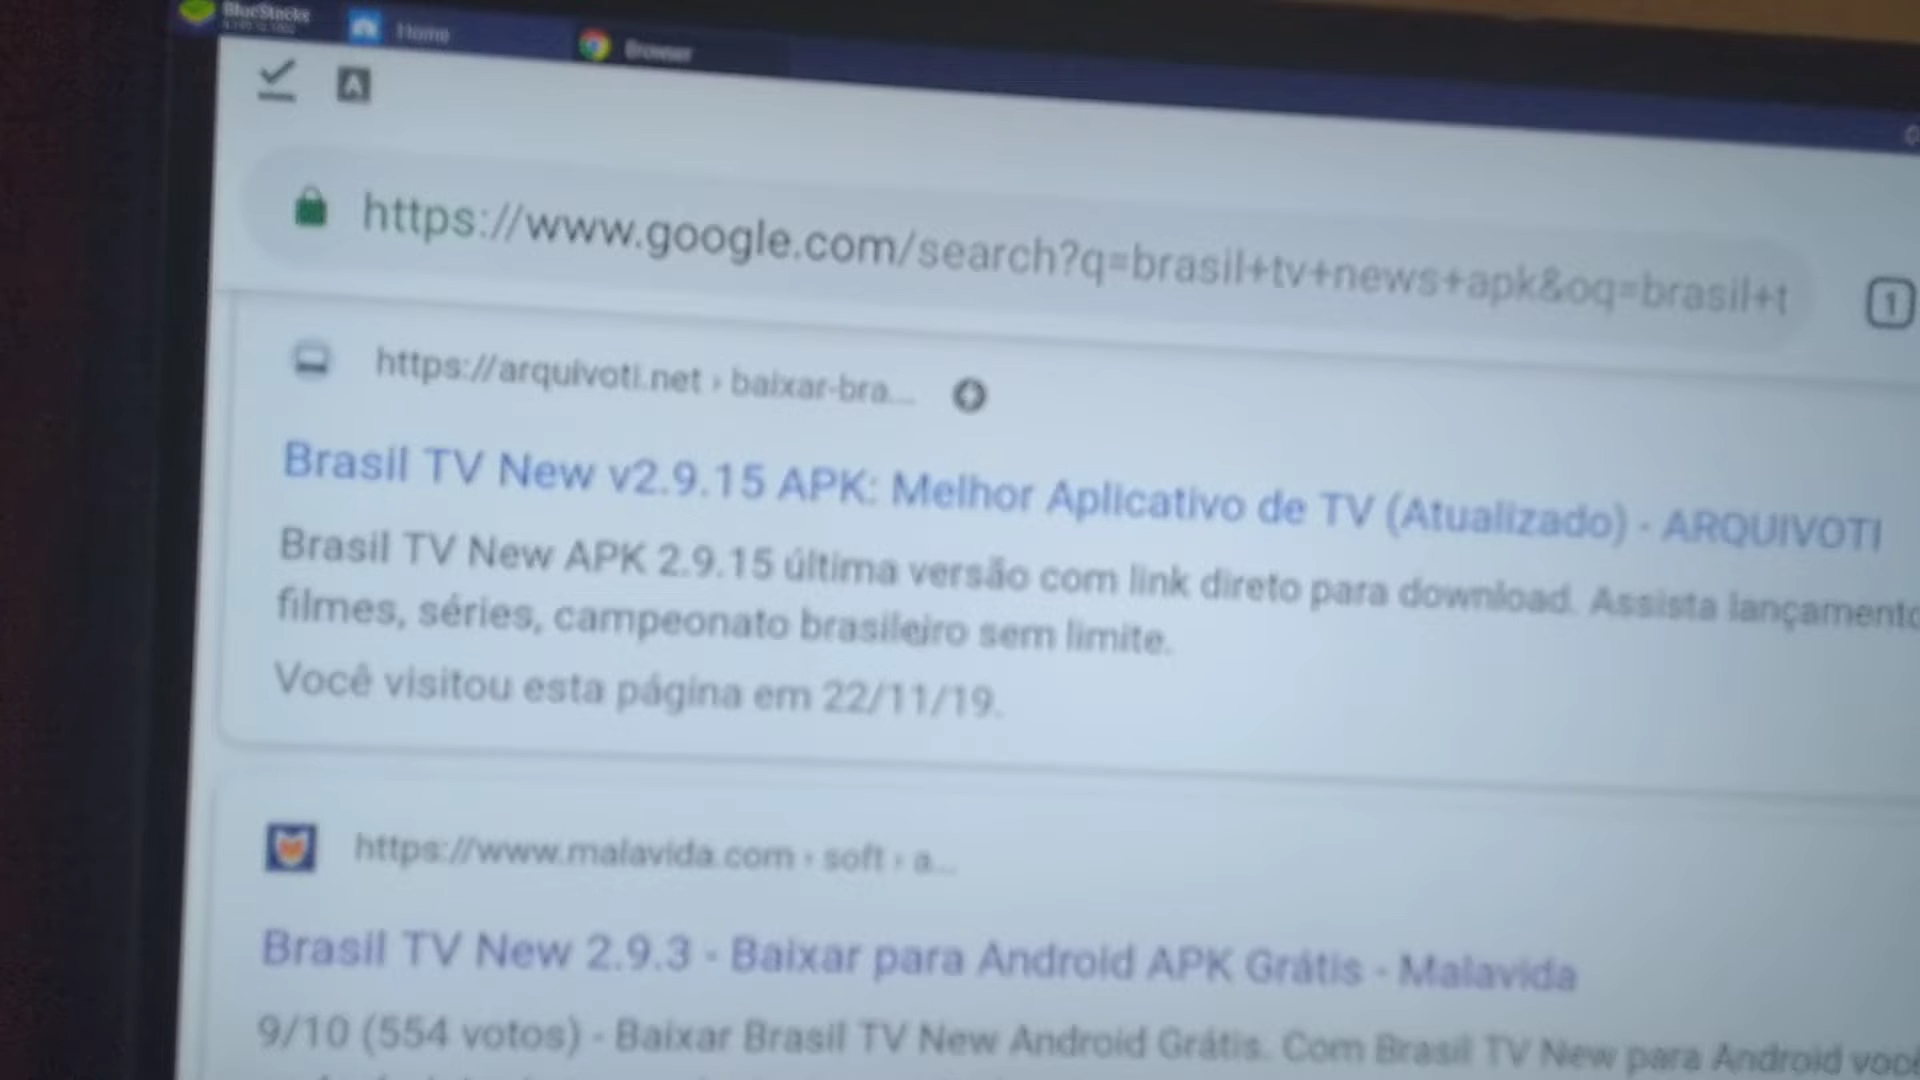 BlueStacks
Home
Browser
https://www.google.com/search?q=brasil+tv+news+apk&oq=brasil+t
1
https://arquivoti.net › baixar-bra...
Brasil TV New v2.9.15 APK: Melhor Aplicativo de TV (Atualizado) - ARQUIVOTI
Brasil TV New APK 2.9.15 última versão com link direto para download. Assista lançamento
filmes, séries, campeonato brasileiro sem limite.
Você visitou esta página em 22/11/19.
https://www.malavida.com › soft › a...
Brasil TV New 2.9.3 - Baixar para Android APK Grátis - Malavida
9/10 (554 votos) - Baixar Brasil TV New Android Grátis. Com Brasil TV New para Android você